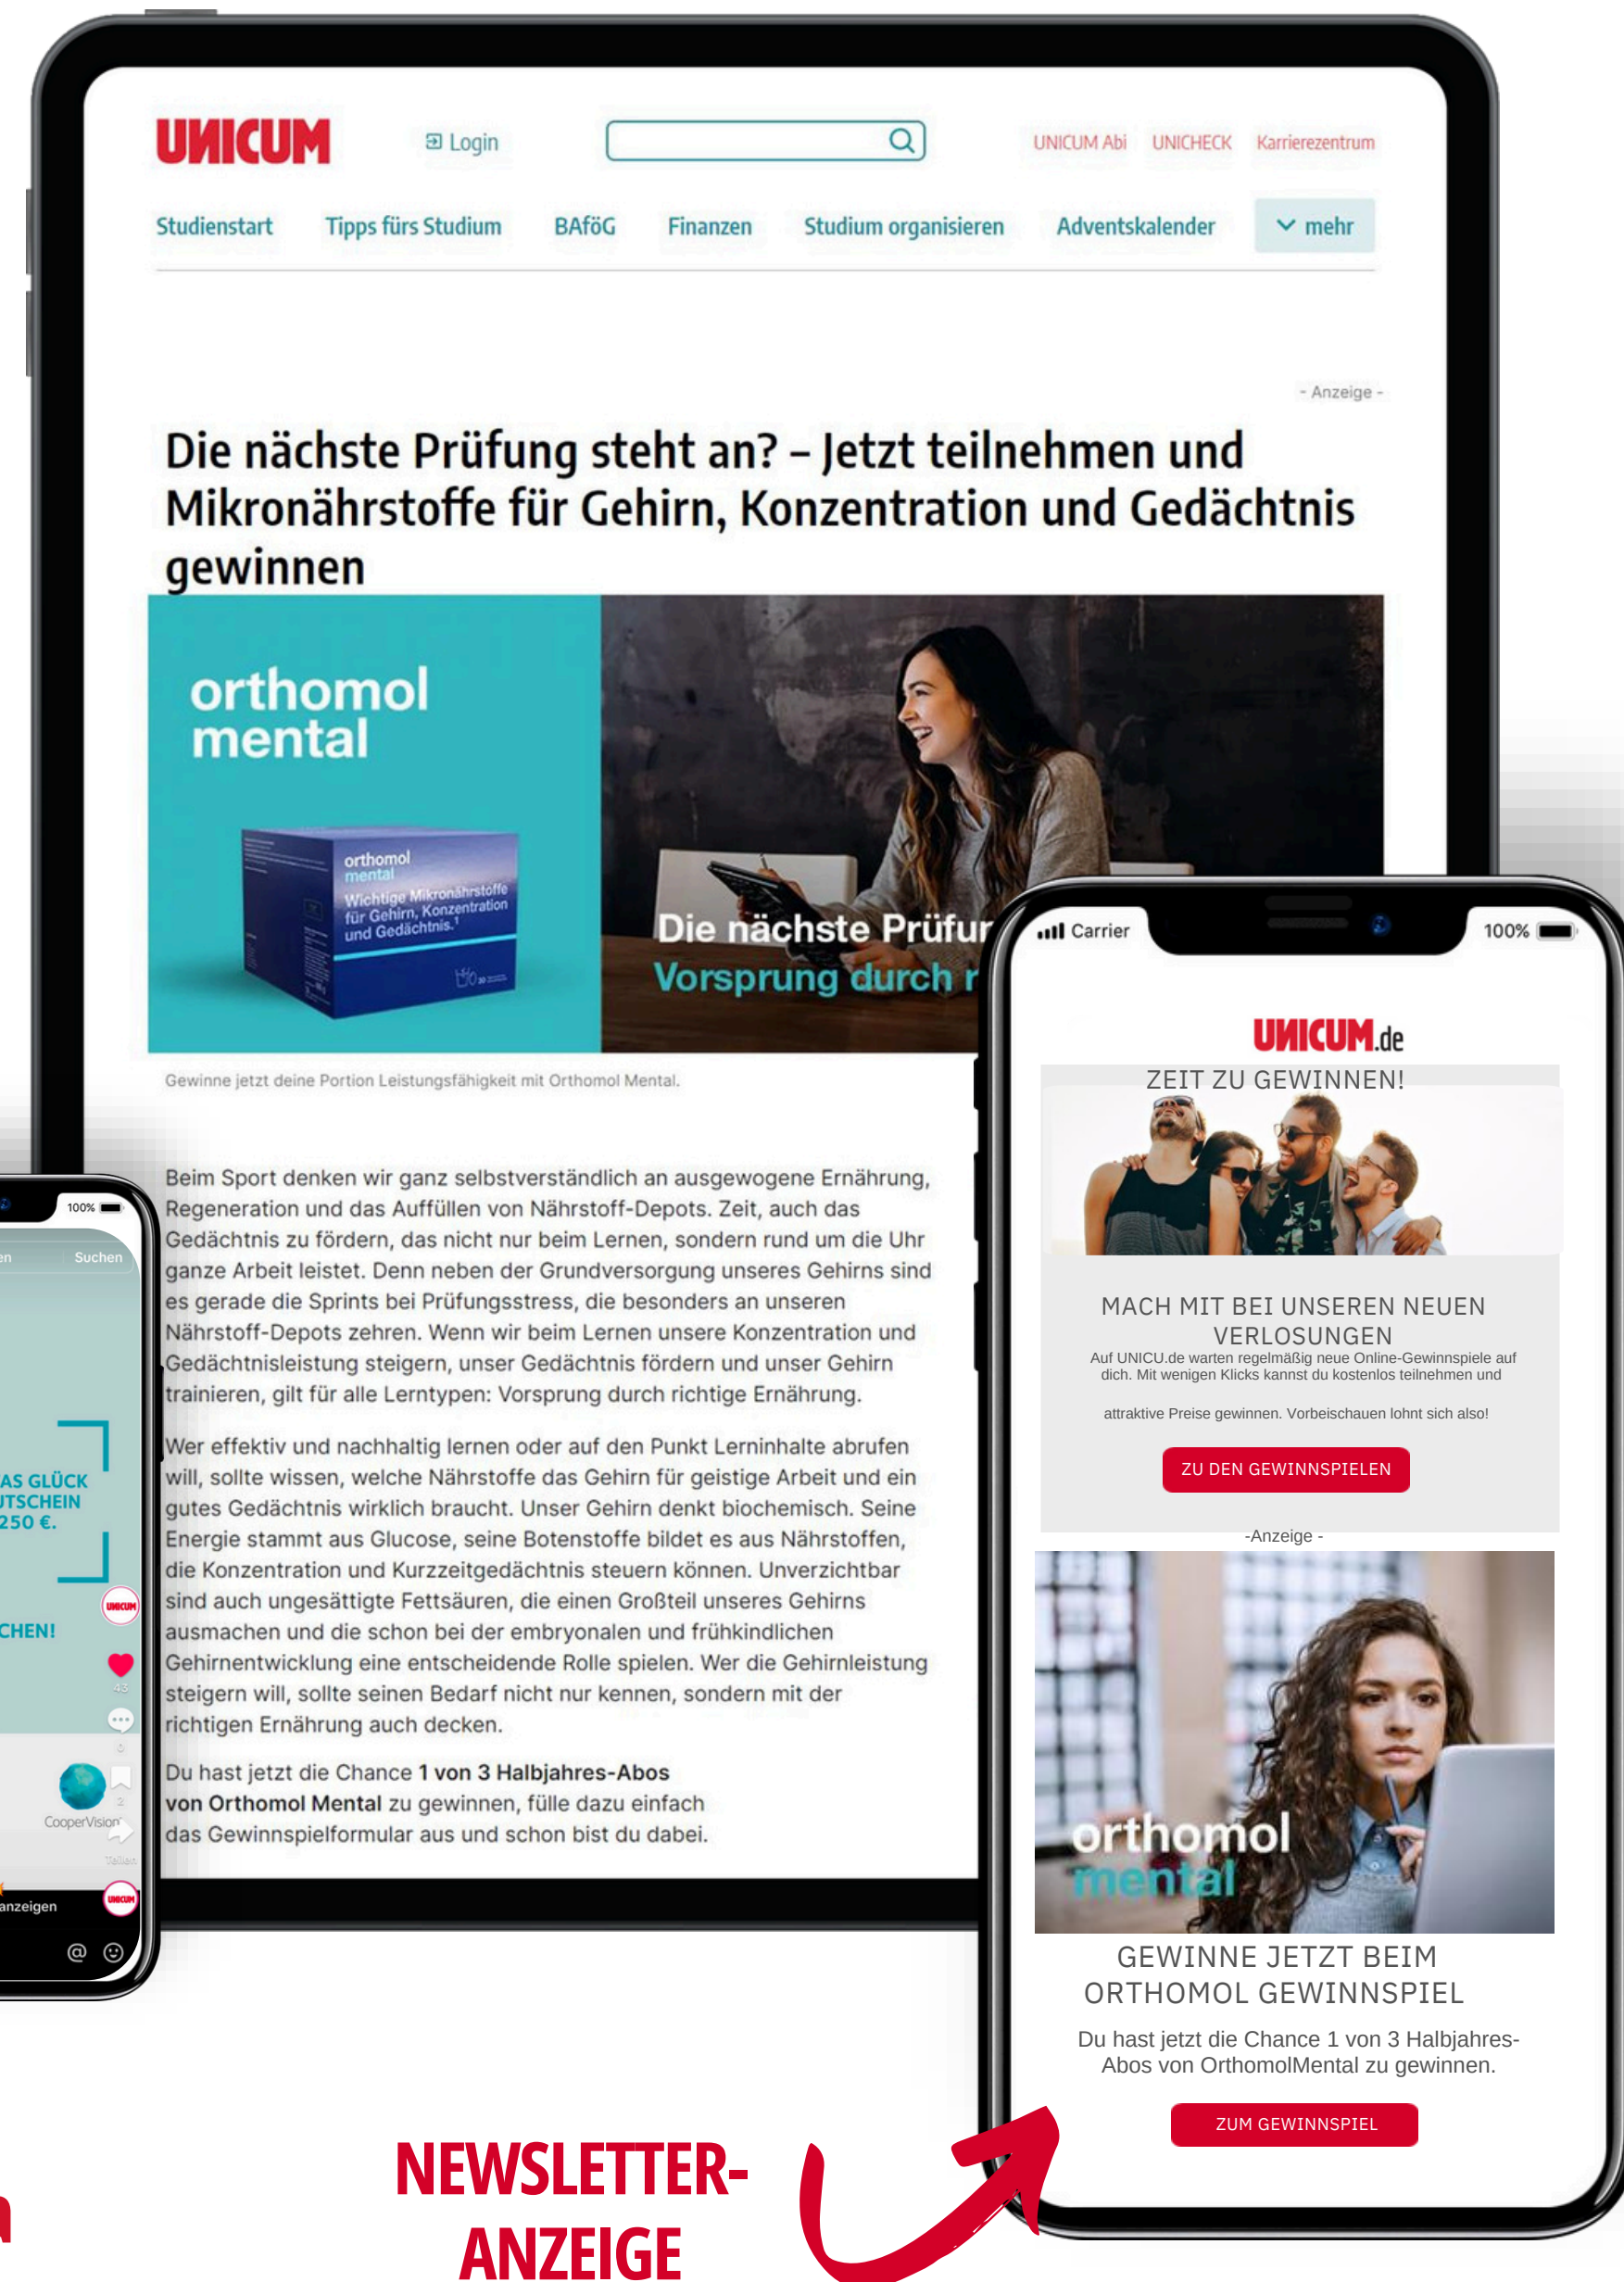 UNICUM
Login
UNICUM Abi UNICHECK Karrierezentrum
Studienstart Tipps fürs Studium BAföG Finanzen Studium organisieren Adventskalender mehr
- Anzeige -
Die nächste Prüfung steht an? – Jetzt teilnehmen und
Mikronährstoffe für Gehirn, Konzentration und Gedächtnis
gewinnen
orthomol
mental
orthomol
mental
Wichtige Mikronährstoffe
für Gehirn, Konzentration
und Gedächtnis.¹
Die nächste Prüfun
Vorsprung durch r
Gewinne jetzt deine Portion Leistungsfähigkeit mit Orthomol Mental.
Beim Sport denken wir ganz selbstverständlich an ausgewogene Ernährung,
Regeneration und das Auffüllen von Nährstoff-Depots. Zeit, auch das
Gedächtnis zu fördern, das nicht nur beim Lernen, sondern rund um die Uhr
ganze Arbeit leistet. Denn neben der Grundversorgung unseres Gehirns sind
es gerade die Sprints bei Prüfungsstress, die besonders an unseren
Nährstoff-Depots zehren. Wenn wir beim Lernen unsere Konzentration und
Gedächtnisleistung steigern, unser Gedächtnis fördern und unser Gehirn
trainieren, gilt für alle Lerntypen: Vorsprung durch richtige Ernährung.
Wer effektiv und nachhaltig lernen oder auf den Punkt Lerninhalte abrufen
will, sollte wissen, welche Nährstoffe das Gehirn für geistige Arbeit und ein
gutes Gedächtnis wirklich braucht. Unser Gehirn denkt biochemisch. Seine
Energie stammt aus Glucose, seine Botenstoffe bildet es aus Nährstoffen,
die Konzentration und Kurzzeitgedächtnis steuern können. Unverzichtbar
sind auch ungesättigte Fettsäuren, die einen Großteil unseres Gehirns
ausmachen und die schon bei der embryonalen und frühkindlichen
Gehirnentwicklung eine entscheidende Rolle spielen. Wer die Gehirnleistung
steigern will, sollte seinen Bedarf nicht nur kennen, sondern mit der
richtigen Ernährung auch decken.
Du hast jetzt die Chance 1 von 3 Halbjahres-Abos
von Orthomol Mental zu gewinnen, fülle dazu einfach
das Gewinnspielformular aus und schon bist du dabei.
100%
en Suchen
AS GLÜCK
UTSCHEIN
250 €.
CHEN!
UNICUM
43
0
2
CooperVision
Teilen
anzeigen
UNICUM
@
Carrier 100%
UNICUM.de
ZEIT ZU GEWINNEN!
MACH MIT BEI UNSEREN NEUEN
VERLOSUNGEN
Auf UNICU.de warten regelmäßig neue Online-Gewinnspiele auf
dich. Mit wenigen Klicks kannst du kostenlos teilnehmen und
attraktive Preise gewinnen. Vorbeischauen lohnt sich also!
ZU DEN GEWINNSPIELEN
-Anzeige -
orthomol
mental
GEWINNE JETZT BEIM
ORTHOMOL GEWINNSPIEL
Du hast jetzt die Chance 1 von 3 Halbjahres-
Abos von OrthomolMental zu gewinnen.
ZUM GEWINNSPIEL
NEWSLETTER-
ANZEIGE